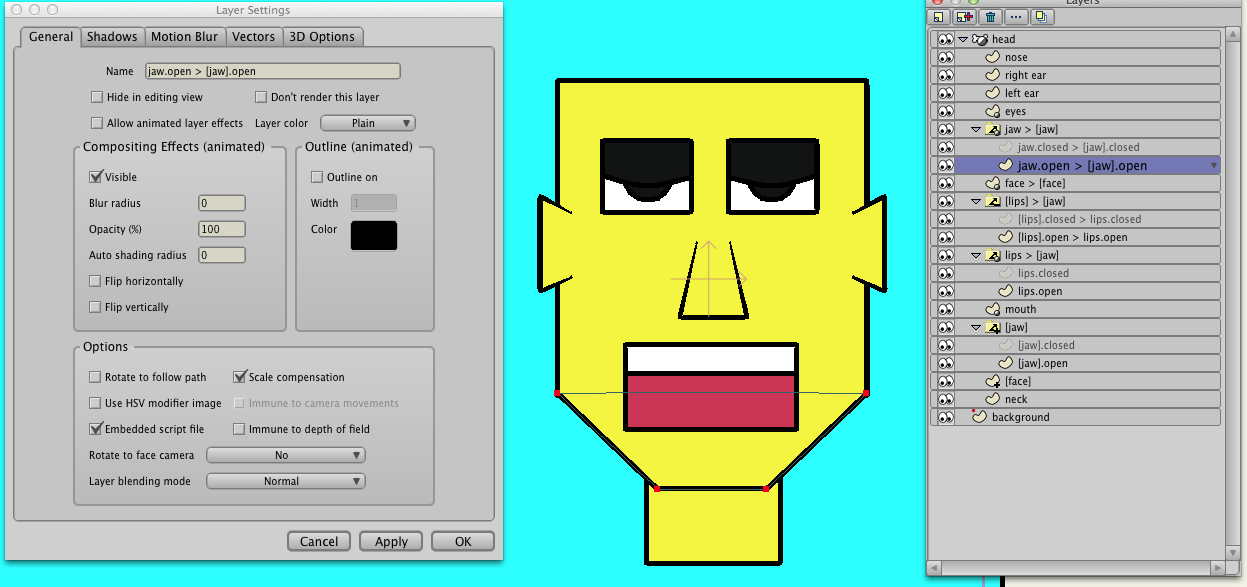 Layer Settings
General Shadows Motion Blur Vectors 3D Options
Name jaw.open > [jaw].open
Hide in editing view Don't render this layer
Allow animated layer effects Layer color Plain
Compositing Effects (animated)
Visible
Blur radius 0
Opacity (%) 100
Auto shading radius 0
Flip horizontally
Flip vertically
Outline (animated)
Outline on
Width 1
Color
Options
Rotate to follow path Scale compensation
Use HSV modifier image Immune to camera movements
Embedded script file Immune to depth of field
Rotate to face camera No
Layer blending mode Normal
Cancel Apply OK
Layers
head
nose
right ear
left ear
eyes
jaw > [jaw]
jaw.closed > [jaw].closed
jaw.open > [jaw].open
face > [face]
[lips] > [jaw]
[lips].closed > lips.closed
[lips].open > lips.open
lips > [jaw]
lips.closed
lips.open
mouth
[jaw]
[jaw].closed
[jaw].open
[face]
neck
background